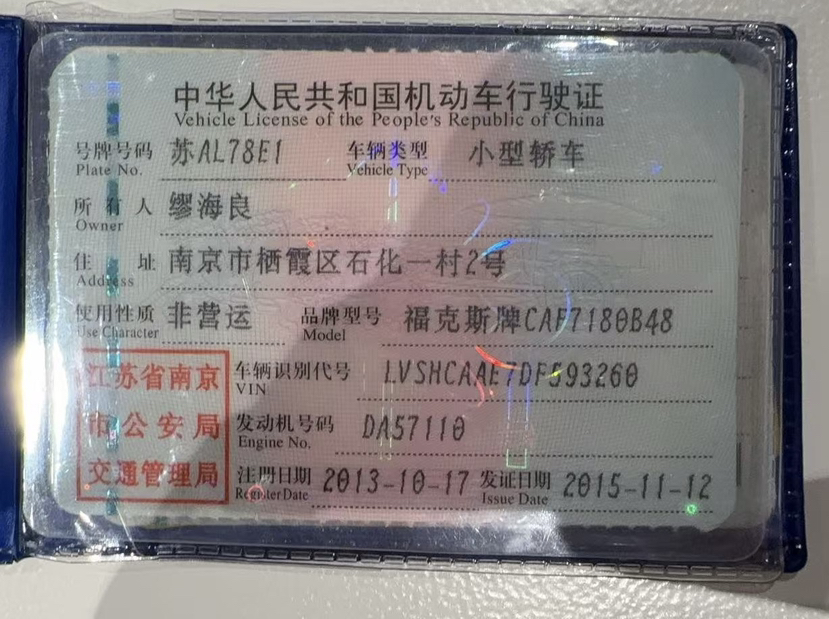 中华人民共和国机动车行驶证
Vehicle License of the People's Republic of China
号牌号码 苏AL78E1 车辆类型 小型轿车
Plate No. Vehicle Type
所有人 缪海良
Owner
住址 南京市栖霞区石化一村2号
Address
使用性质 非营运 品牌型号 福克斯牌CAF7180B48
Use Character Model
江苏省南京 车辆识别代号 LVSHCAAE7DF593260
VIN
市公安局 发动机号码 DA57110
Engine No.
交通管理局 注册日期 2013-10-17 发证日期 2015-11-12
Register Date Issue Date